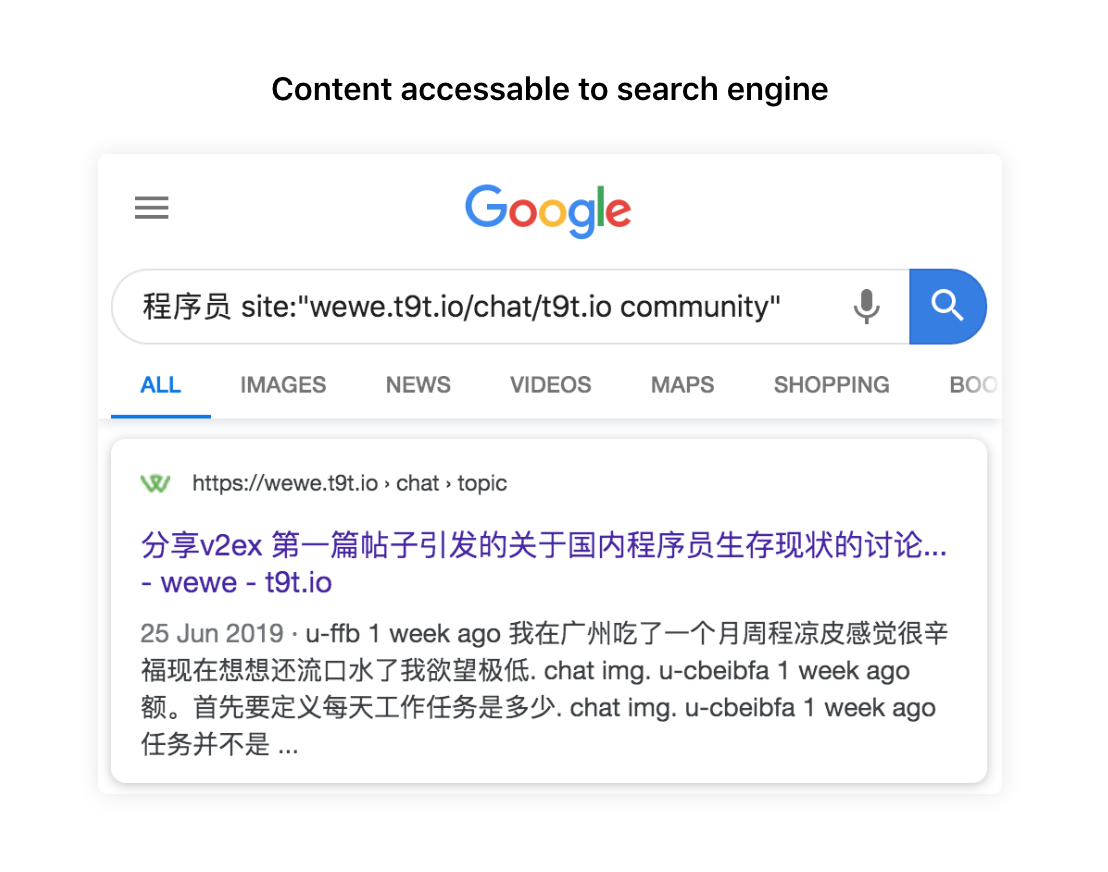 Content accessable to search engine
Google
程序员 site:"wewe.t9t.io/chat/t9t.io community"
ALL IMAGES NEWS VIDEOS MAPS SHOPPING BOO
https://wewe.t9t.io › chat › topic
分享v2ex 第一篇帖子引发的关于国内程序员生存现状的讨论...
- wewe - t9t.io
25 Jun 2019 · u-ffb 1 week ago 我在广州吃了一个月周程凉皮感觉很辛
福现在想想还流口水了我欲望极低. chat img. u-cbeibfa 1 week ago
额。首先要定义每天工作任务是多少. chat img. u-cbeibfa 1 week ago
任务并不是 ...